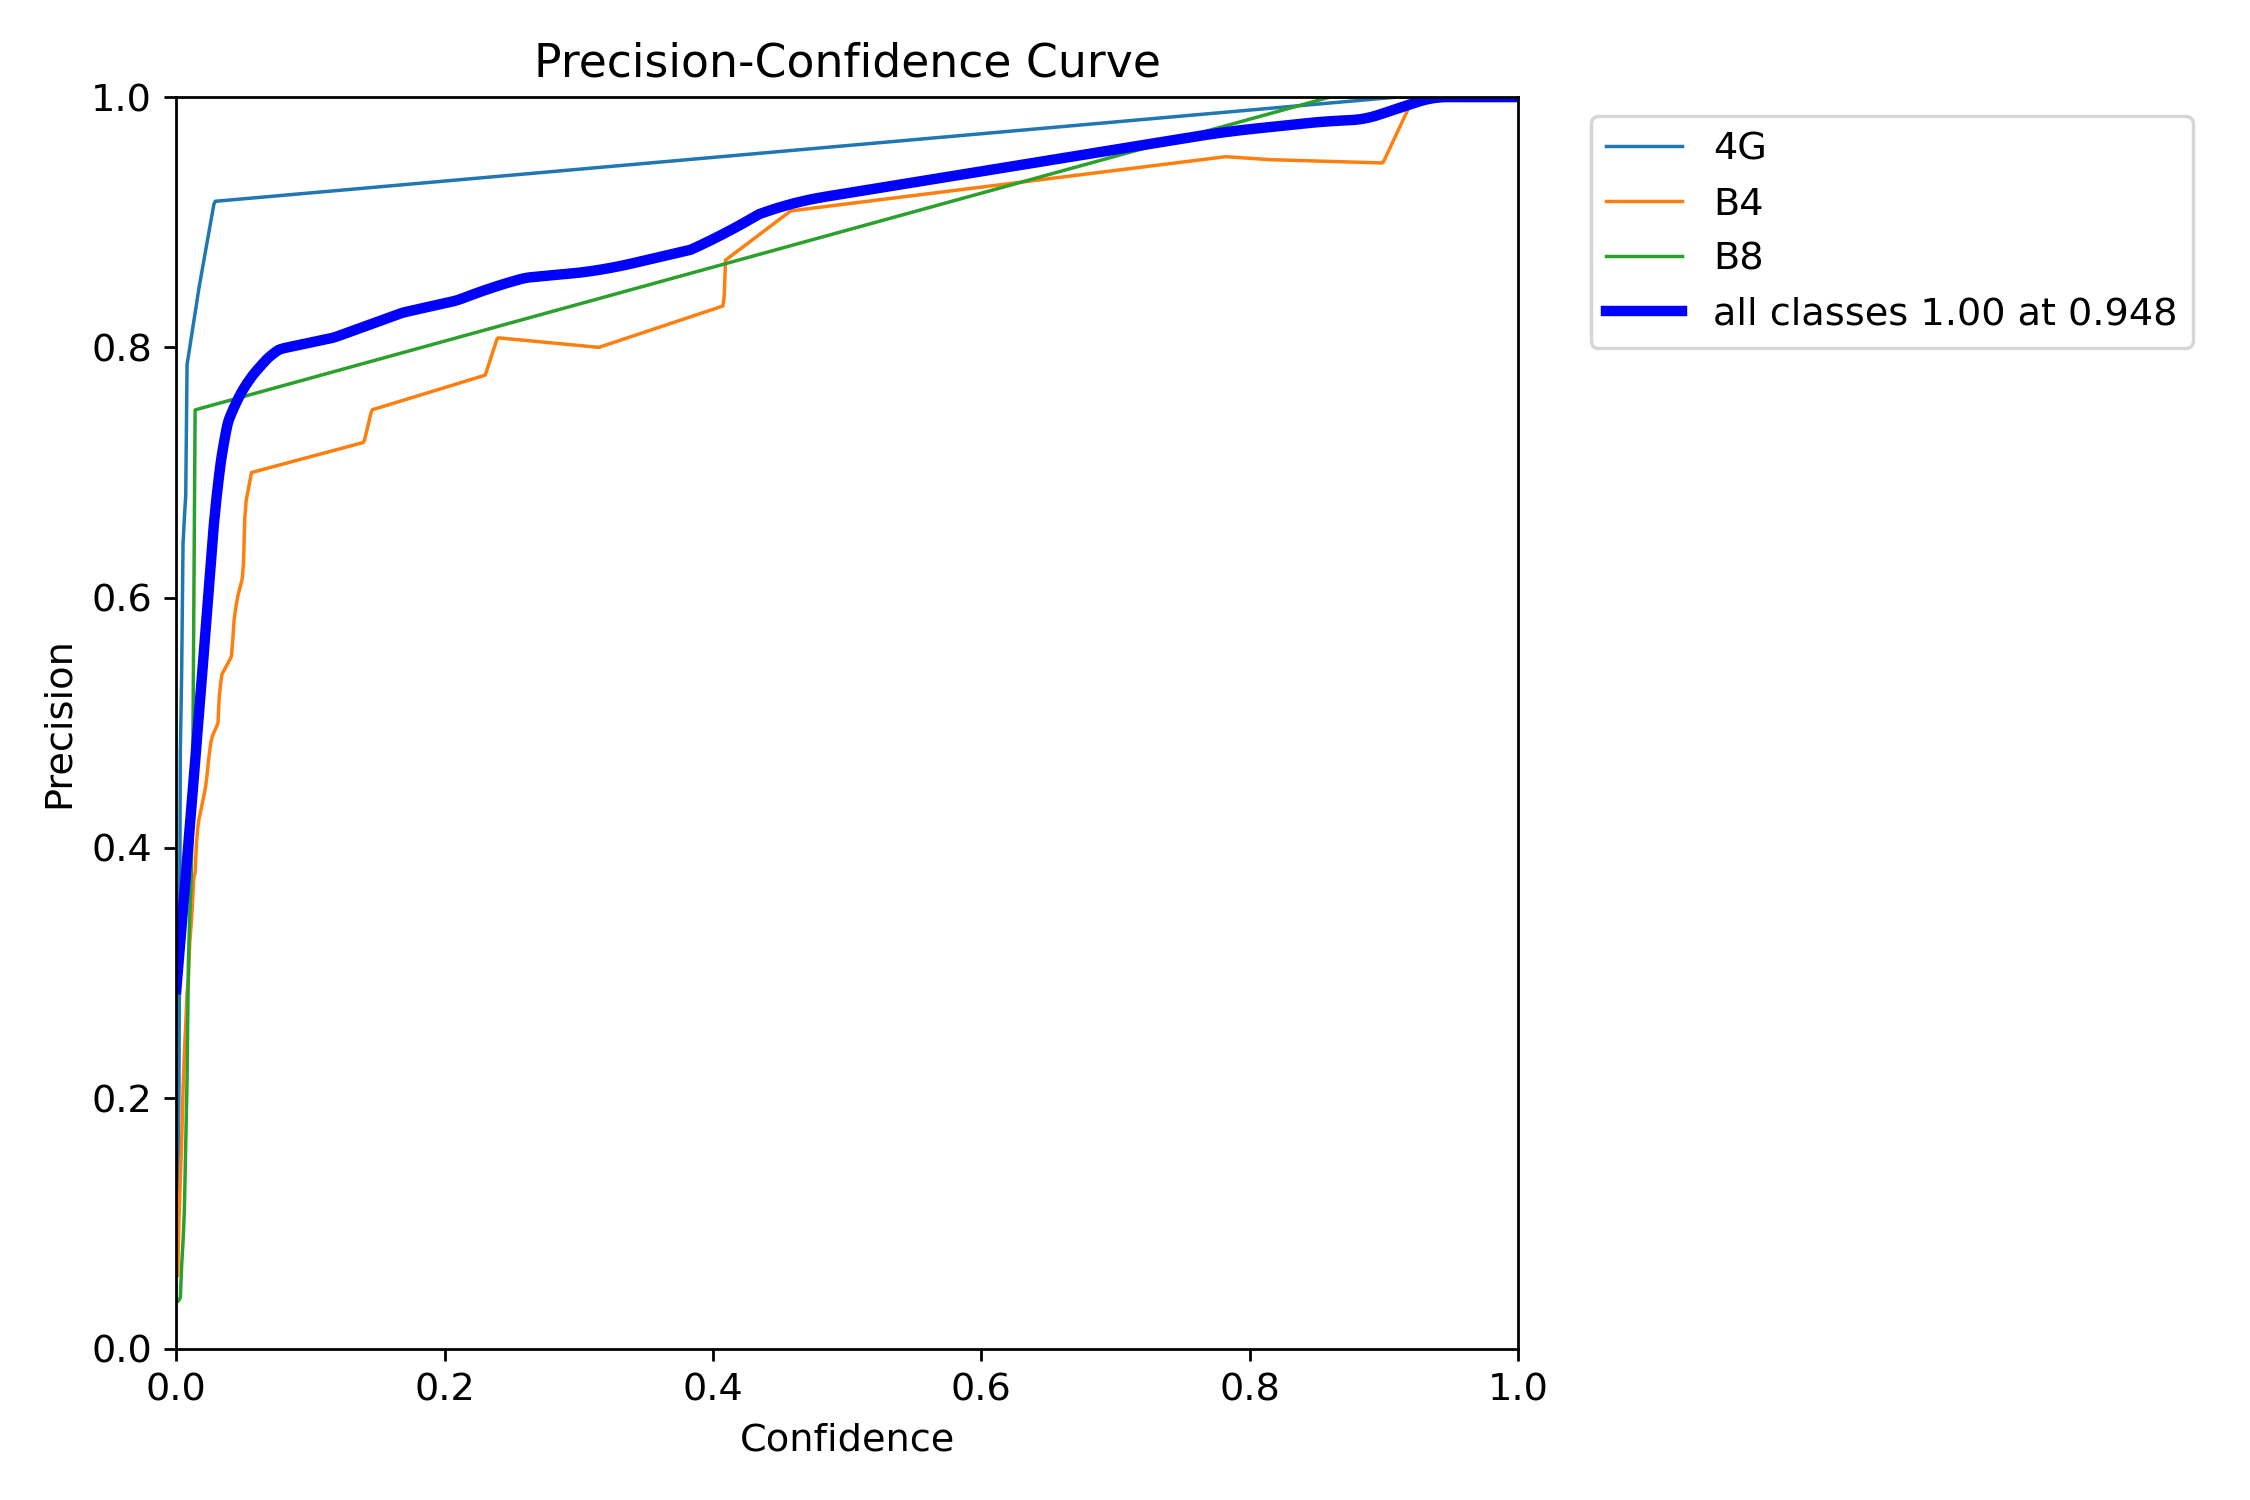 Precision-Confidence Curve
1.0
0.8
0.6
0.4
0.2
0.0
Precision
0.0 0.2 0.4 0.6 0.8 1.0
Confidence
4G
B4
B8
all classes 1.00 at 0.948